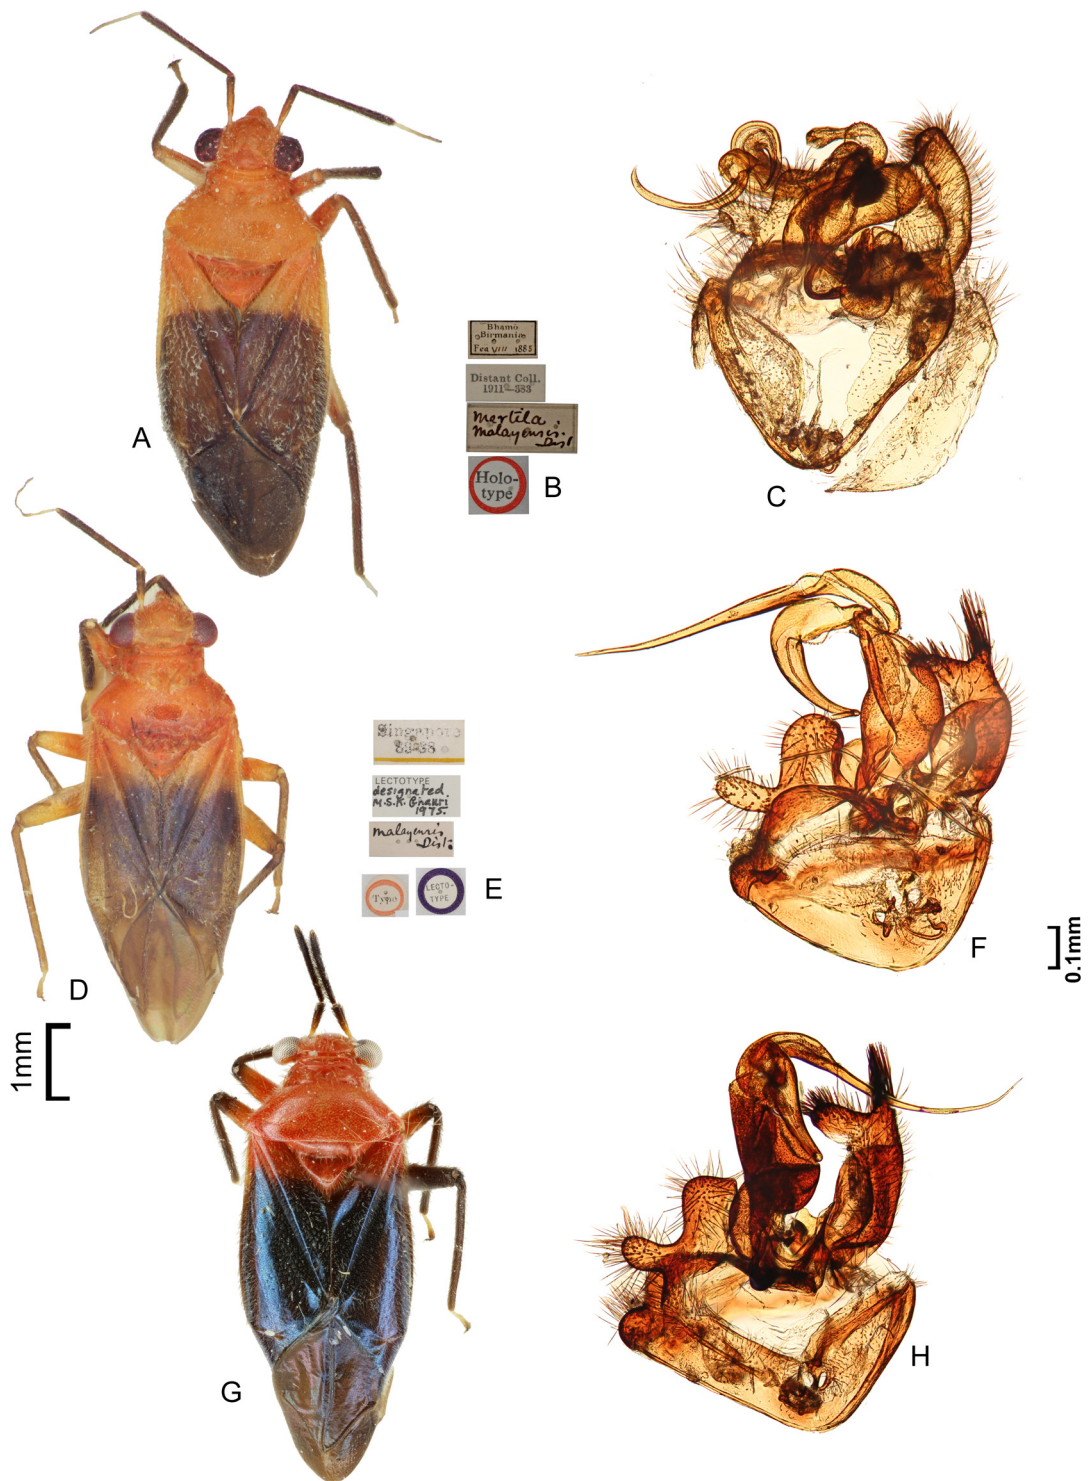 A
Bhamò
Birmania
Fea VIII 1885
Distant Coll.
1911—383
Mertila
malayensis.
Dist
Holo-
type
B
C
D
Singapore
LECTOTYPE
designated
M.S.K. Ghauri
1975.
malayensis
Dist.
Type
LECTO-
TYPE
E
F
0.1mm
1mm
G
H